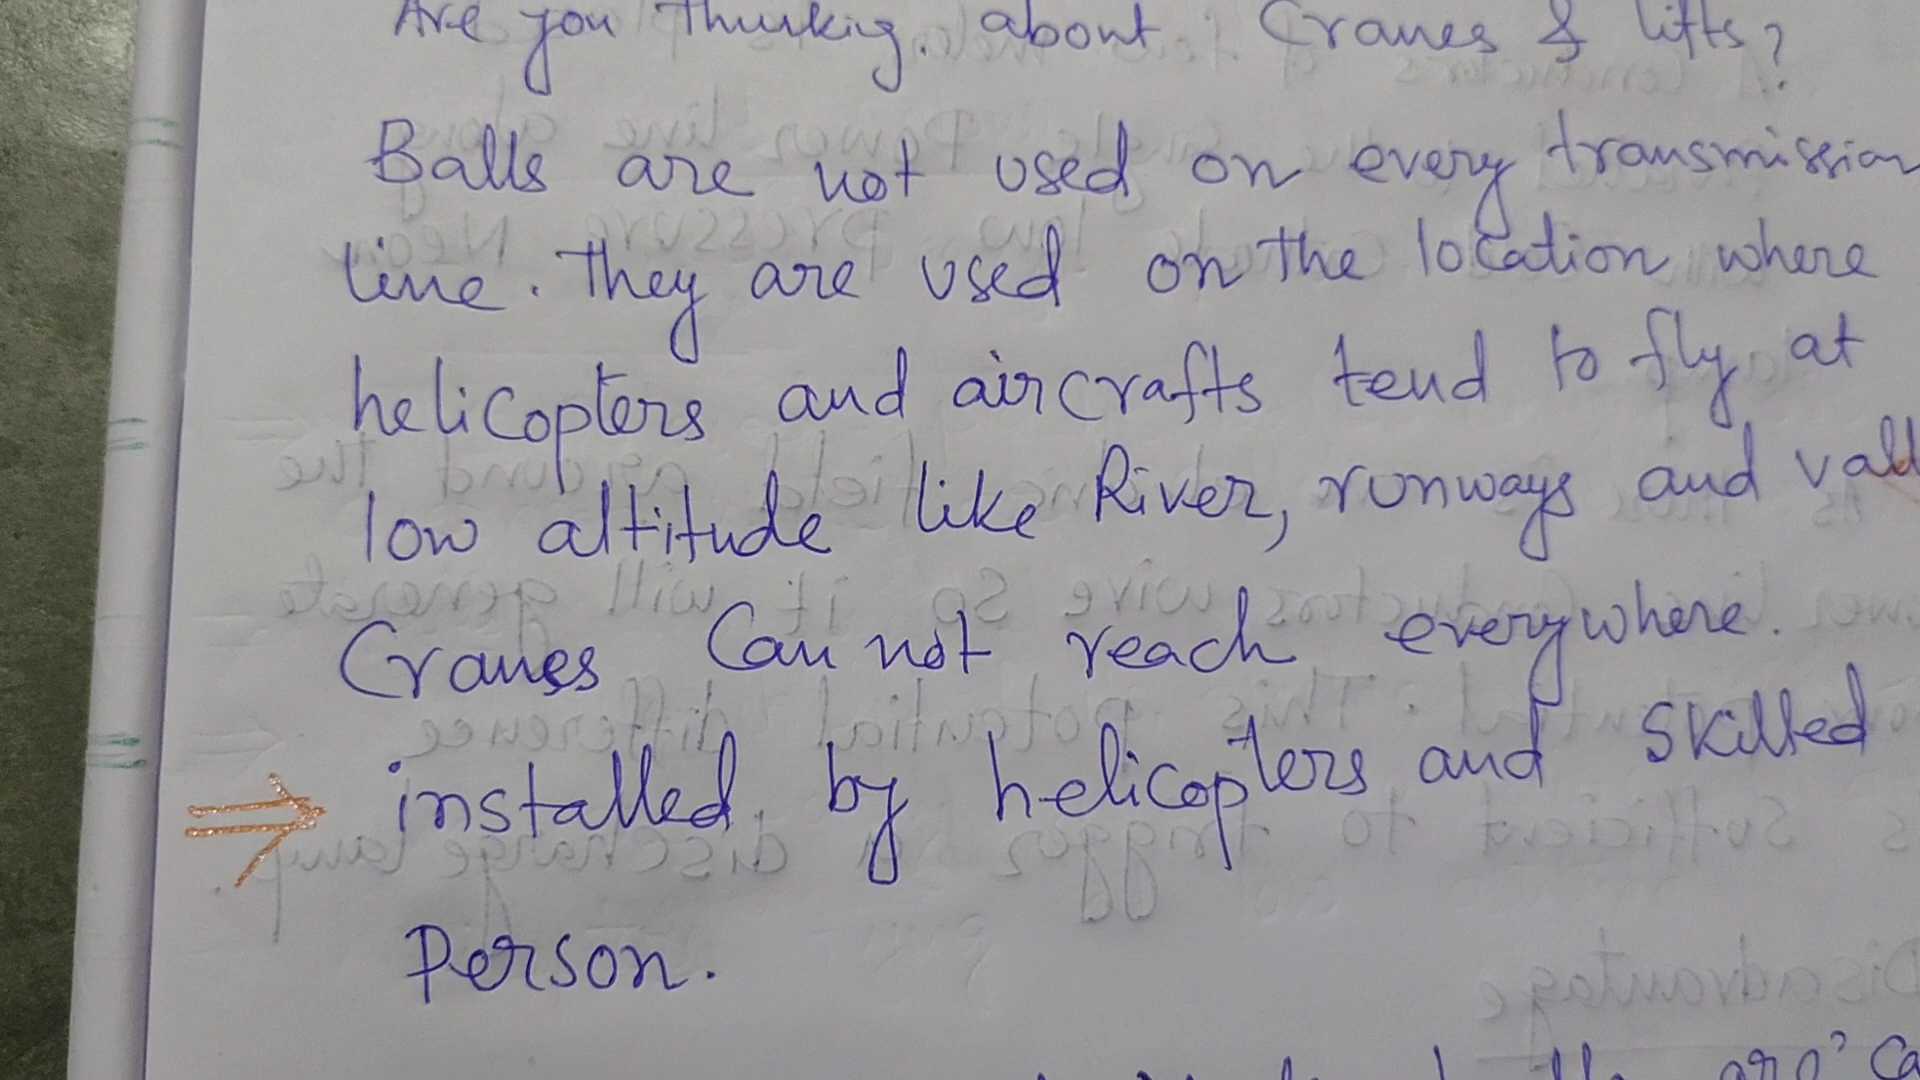 Are you thinking about Cranes & lifts?
Balls are not used on every transmission
line. They are used on the location where
helicopters and aircrafts tend to fly at
low altitude like River, runways and vall
Cranes Can not reach everywhere.
⇒ installed by helicopters and skilled
Person.